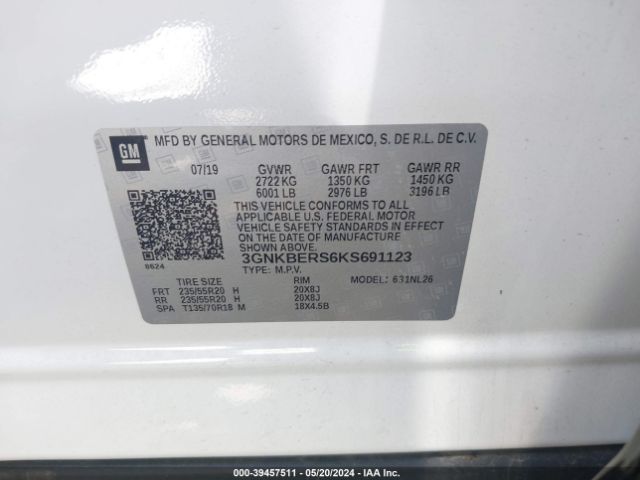 GM
MFD BY GENERAL MOTORS DE MEXICO, S. DE R.L. DE C.V.
07/19 GVWR GAWR FRT GAWR RR
2722 KG 1350 KG 1450 KG
6001 LB 2976 LB 3196 LB
THIS VEHICLE CONFORMS TO ALL
APPLICABLE U.S. FEDERAL MOTOR
VEHICLE SAFETY STANDARDS IN EFFECT
ON THE DATE OF MANUFACTURE
SHOWN ABOVE.
6624 3GNKBERS6KS691123
TYPE: M.P.V.
TIRE SIZE RIM MODEL: 631NL26
FRT 235/55R20 H 20X8J
RR 235/55R20 H 20X8J
SPA T135/70R18 M 18X4.5B
000-39457511 - 05/20/2024 - IAA Inc.